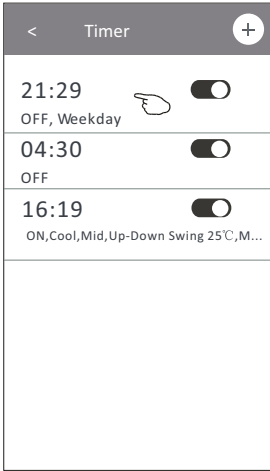 < Timer +
21:29
OFF, Weekday
04:30
OFF
16:19
ON,Cool,Mid,Up-Down Swing 25℃,M...